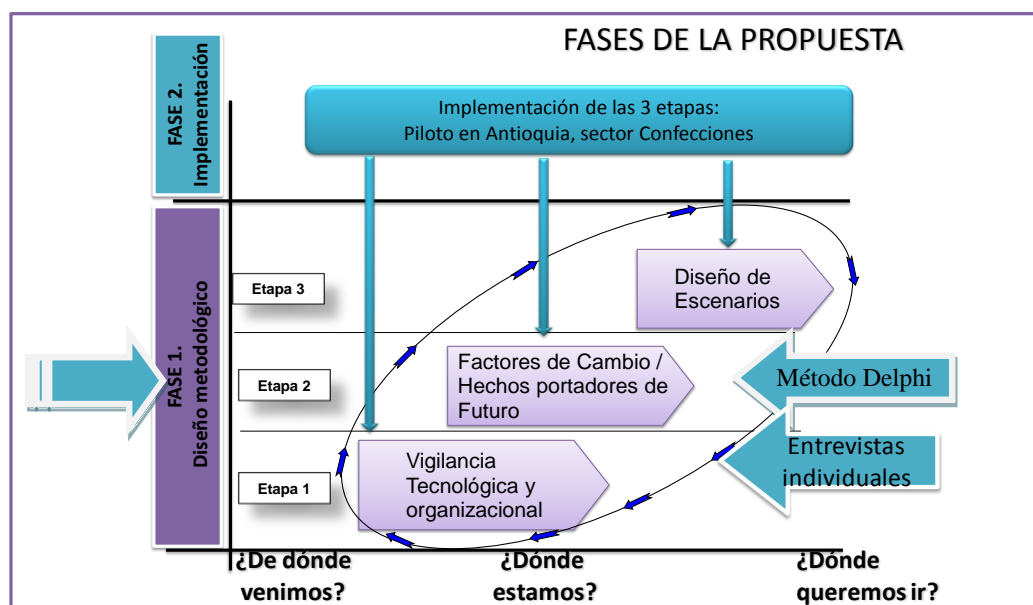 FASES DE LA PROPUESTA
FASE 2.
Implementación
Implementación de las 3 etapas:
Piloto en Antioquia, sector Confecciones
FASE 1.
Diseño metodológico
Etapa 3
Diseño de
Escenarios
Etapa 2
Factores de Cambio /
Hechos portadores de
Futuro
Método Delphi
Etapa 1
Vigilancia
Tecnológica y
organizacional
Entrevistas
individuales
¿De dónde
venimos?
¿Dónde
estamos?
¿Dónde
queremos ir?